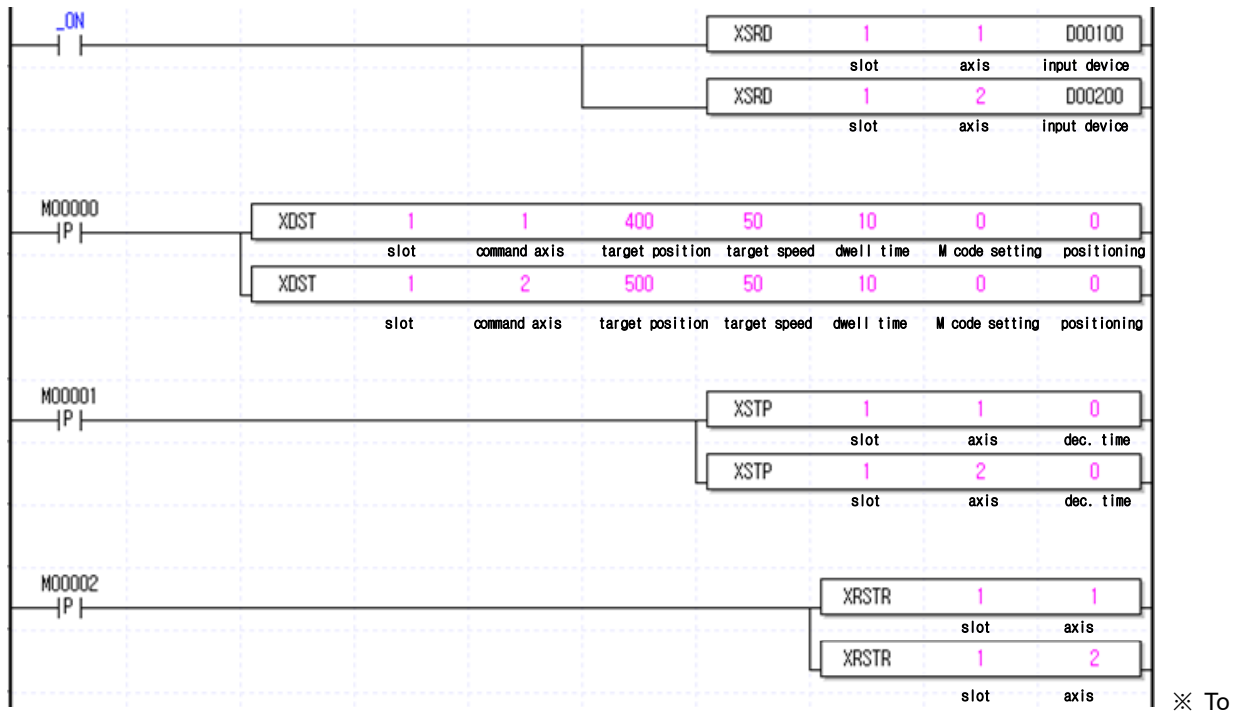 _ON
XSRD 1 1 D00100
slot axis input device
XSRD 1 2 D00200
slot axis input device
M00000
P XDST 1 1 400 50 10 0 0
slot command axis target position target speed dwell time M code setting positioning
XDST 1 2 500 50 10 0 0
slot command axis target position target speed dwell time M code setting positioning
M00001
P XSTP 1 1 0
slot axis dec. time
XSTP 1 2 0
slot axis dec. time
M00002
P XRSTR 1 1
slot axis
XRSTR 1 2
slot axis
※ To